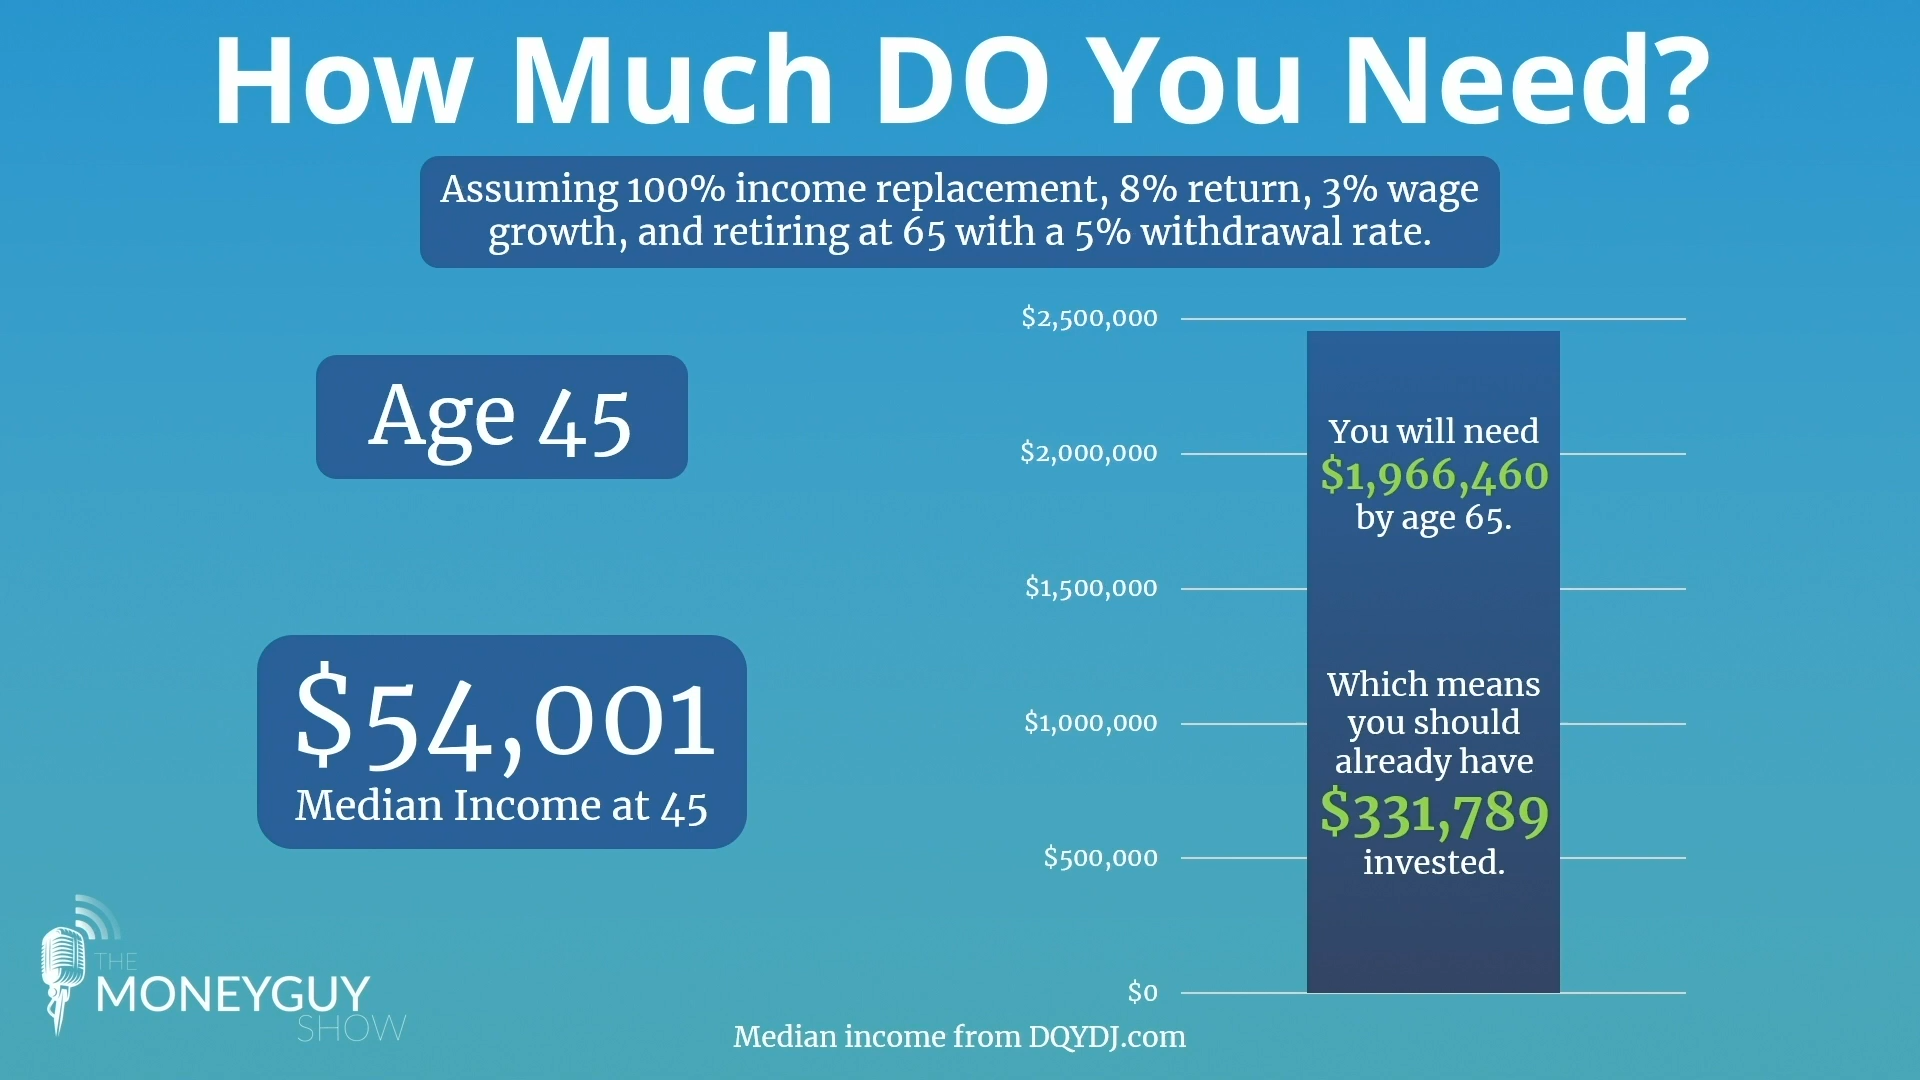 How Much DO You Need?
Assuming 100% income replacement, 8% return, 3% wage
growth, and retiring at 65 with a 5% withdrawal rate.
Age 45
$54,001
Median Income at 45
$2,500,000
$2,000,000
$1,500,000
$1,000,000
$500,000
$0
You will need
$1,966,460
by age 65.
Which means
you should
already have
$331,789
invested.
THE
MONEYGUY
SHOW
Median income from DQYDJ.com